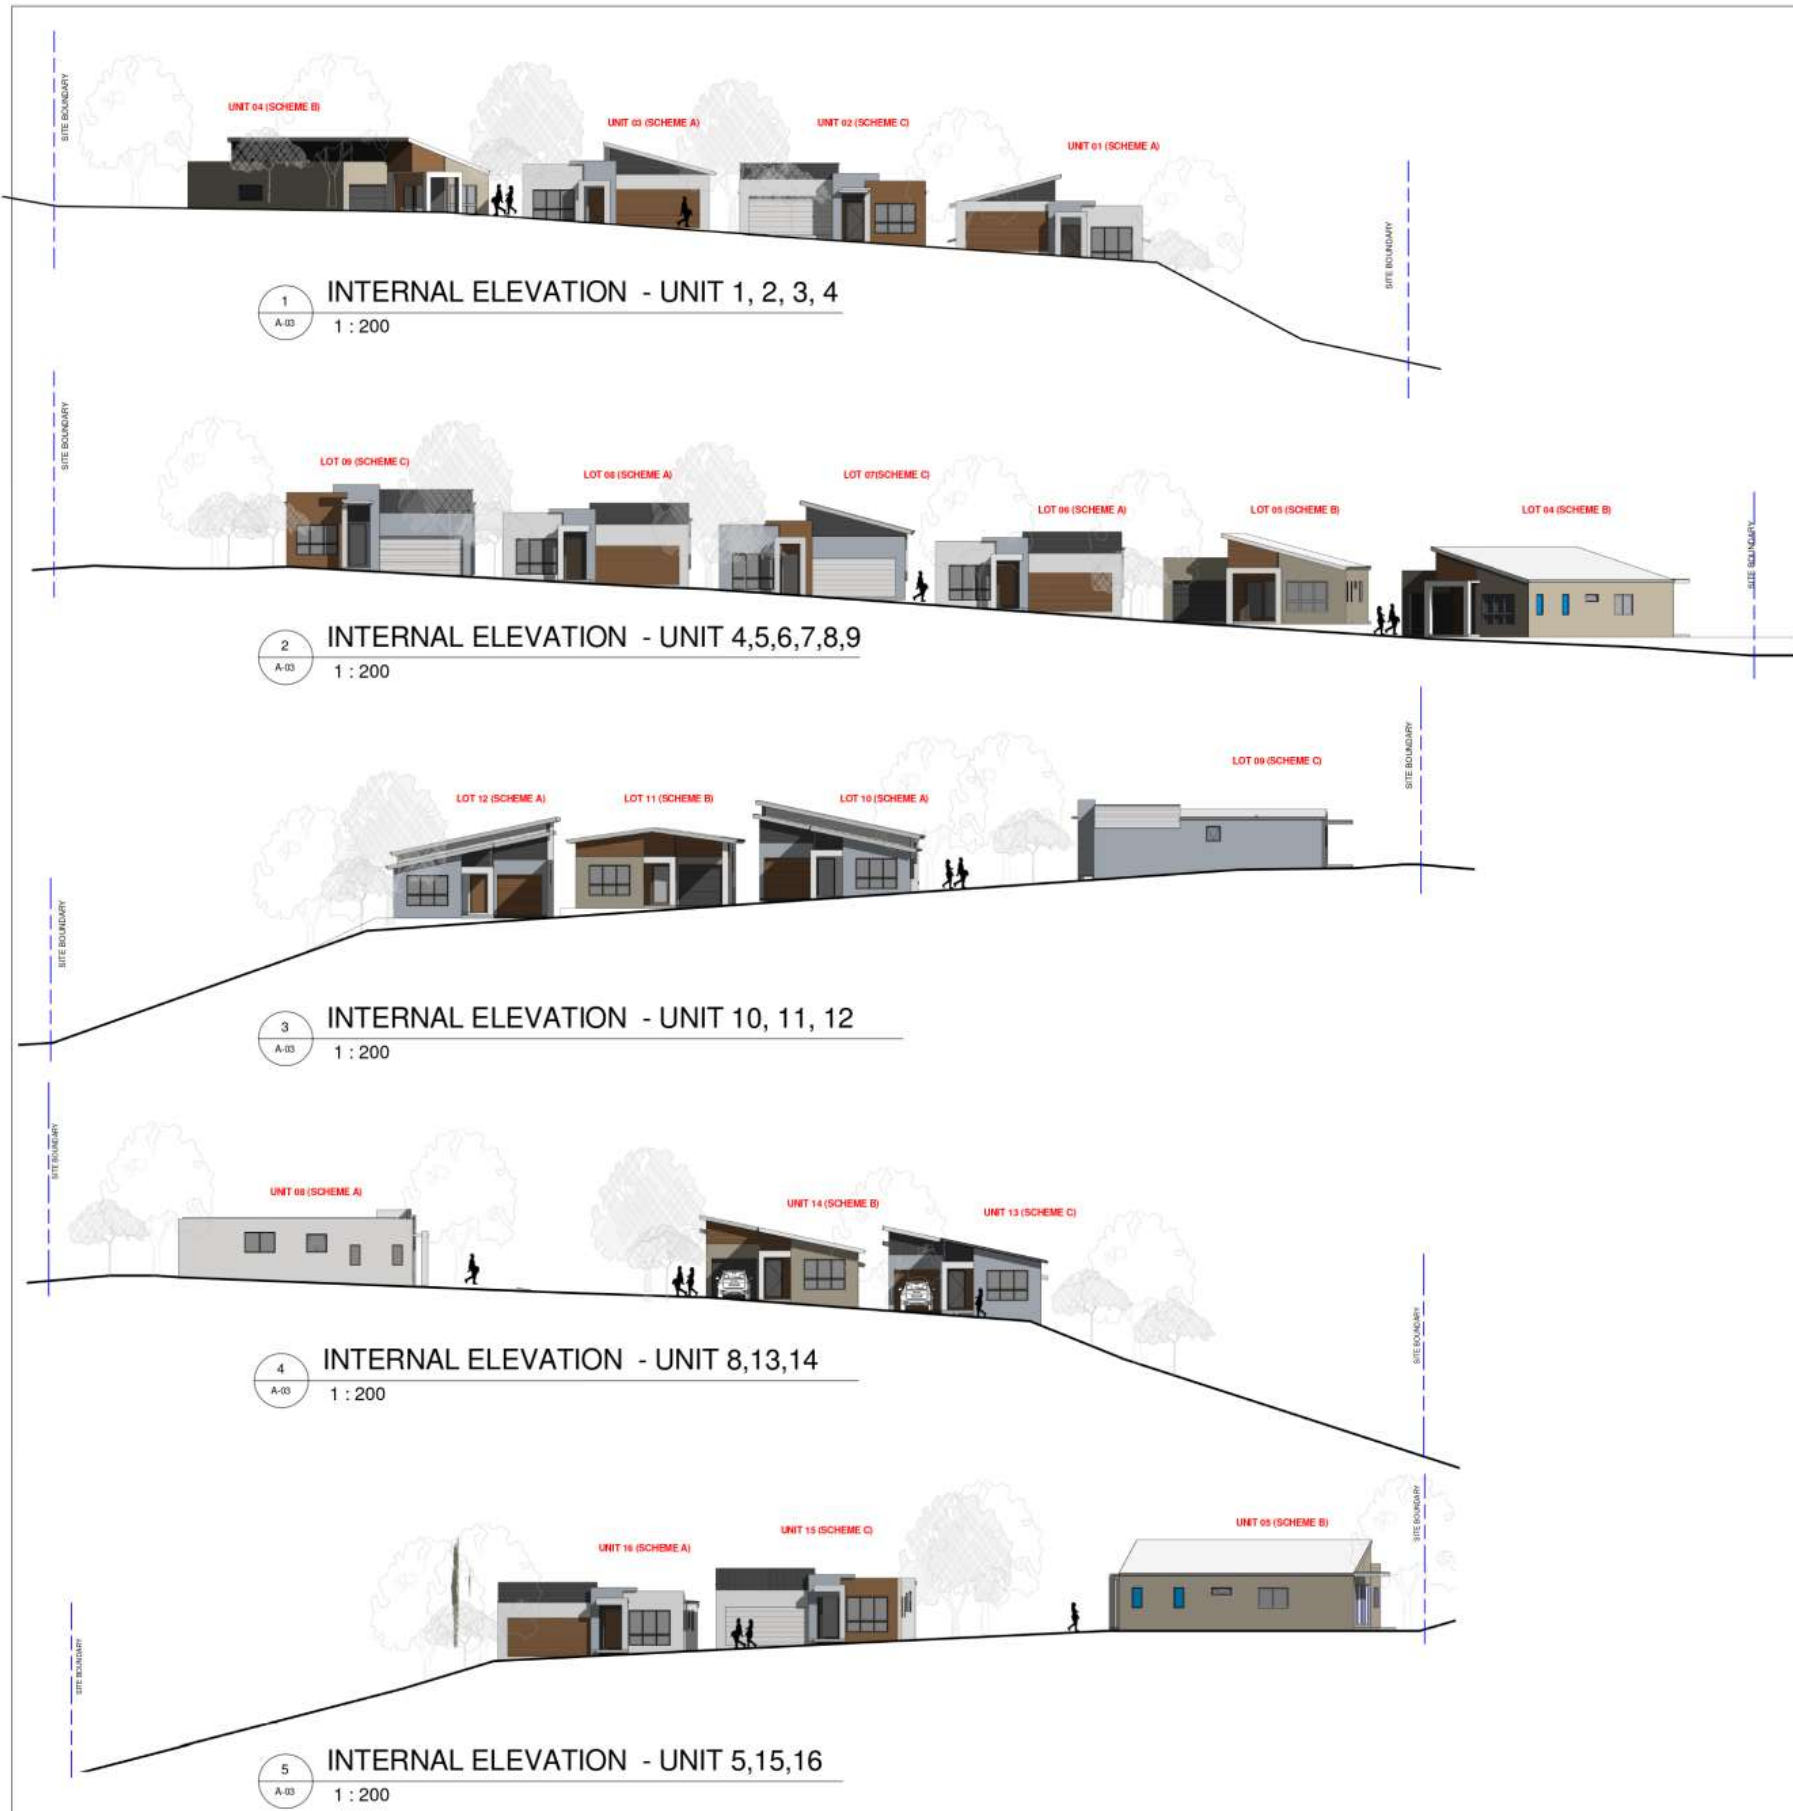 SITE BOUNDARY
UNIT 04 (SCHEME B)
UNIT 03 (SCHEME A)
UNIT 02 (SCHEME C)
UNIT 01 (SCHEME A)
SITE BOUNDARY
1
A-03
INTERNAL ELEVATION - UNIT 1, 2, 3, 4
1 : 200
SITE BOUNDARY
LOT 09 (SCHEME C)
LOT 08 (SCHEME A)
LOT 07(SCHEME C)
LOT 06 (SCHEME A)
LOT 05 (SCHEME B)
LOT 04 (SCHEME B)
SITE BOUNDARY
2
A-03
INTERNAL ELEVATION - UNIT 4,5,6,7,8,9
1 : 200
SITE BOUNDARY
LOT 12 (SCHEME A)
LOT 11 (SCHEME B)
LOT 10 (SCHEME A)
LOT 09 (SCHEME C)
SITE BOUNDARY
3
A-03
INTERNAL ELEVATION - UNIT 10, 11, 12
1 : 200
SITE BOUNDARY
UNIT 08 (SCHEME A)
UNIT 14 (SCHEME B)
UNIT 13 (SCHEME C)
SITE BOUNDARY
4
A-03
INTERNAL ELEVATION - UNIT 8,13,14
1 : 200
SITE BOUNDARY
UNIT 16 (SCHEME A)
UNIT 15 (SCHEME C)
UNIT 05 (SCHEME B)
SITE BOUNDARY
5
A-03
INTERNAL ELEVATION - UNIT 5,15,16
1 : 200